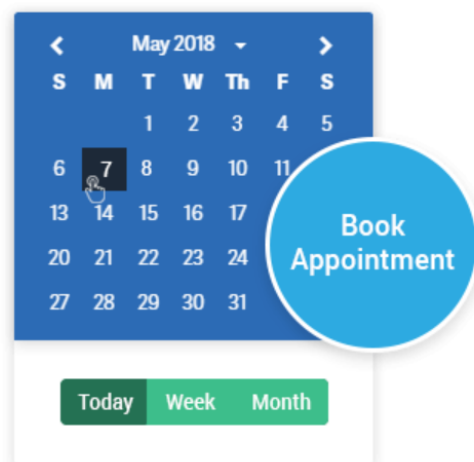 May 2018
S M T W Th F S
1 2 3 4 5
6 7 8 9 10 11
13 14 15 16 17
20 21 22 23 24
27 28 29 30 31
Book
Appointment
Today Week Month